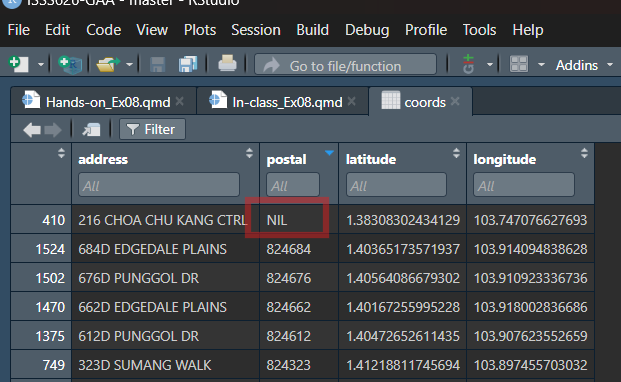 ISSS626-GAA - master - RStudio
File Edit Code View Plots Session Build Debug Profile Tools Help
Go to file/function Addins
Hands-on_Ex08.qmd In-class_Ex08.qmd coords
Filter
address postal latitude longitude
All All All All
410 216 CHOA CHU KANG CTRL NIL 1.38308302434129 103.747076627693
1524 684D EDGEDALE PLAINS 824684 1.40365173571937 103.914094838628
1502 676D PUNGGOL DR 824676 1.40564086679302 103.910923336736
1470 662D EDGEDALE PLAINS 824662 1.40167255995228 103.918002836686
1375 612D PUNGGOL DR 824612 1.40472652611435 103.907623552659
749 323D SUMANG WALK 824323 1.41218811745694 103.897455703032